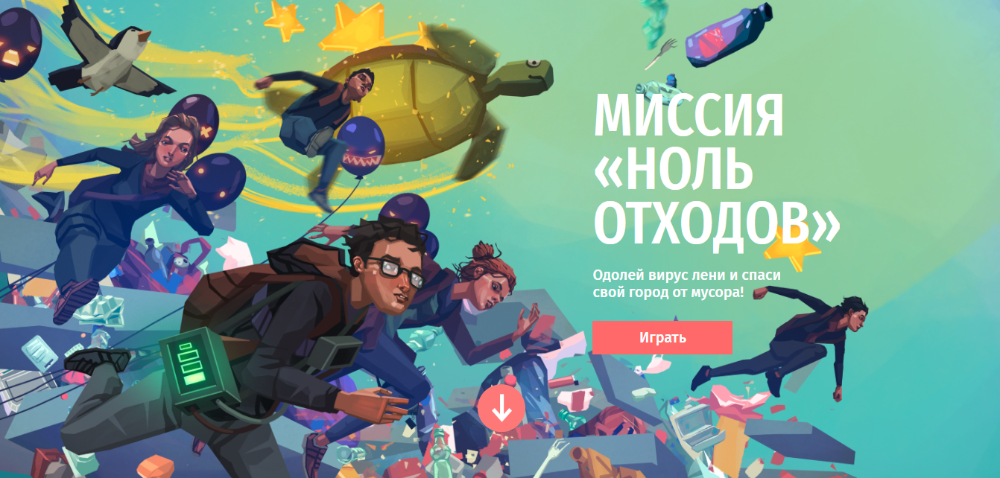 МИССИЯ
«НОЛЬ
ОТХОДОВ»
Одолей вирус лени и спаси
свой город от мусора!
Играть